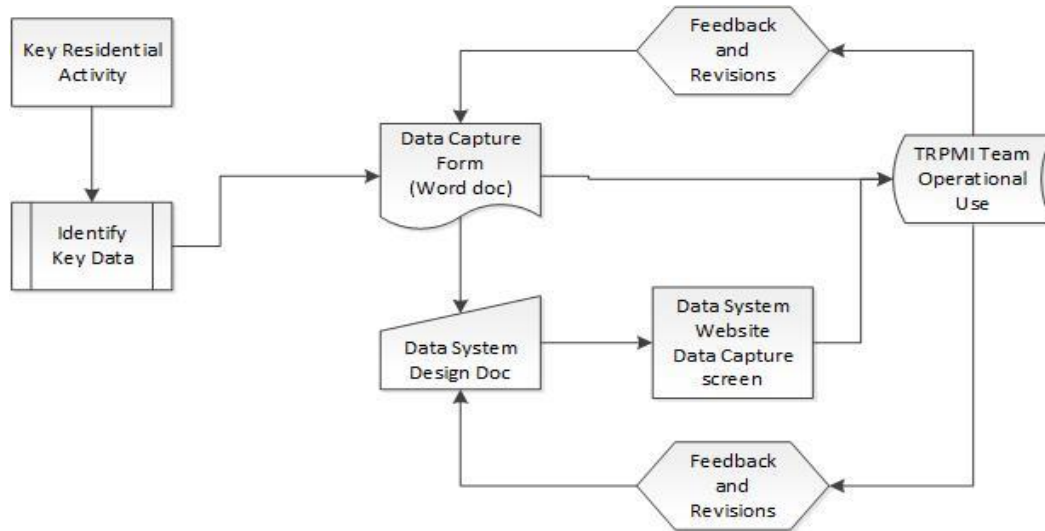 Key Residential
Activity
Feedback
and
Revisions
Data Capture
Form
(Word doc)
TRPMI Team
Operational
Use
Identify
Key Data
Data System
Design Doc
Data System
Website
Data Capture
screen
Feedback
and
Revisions